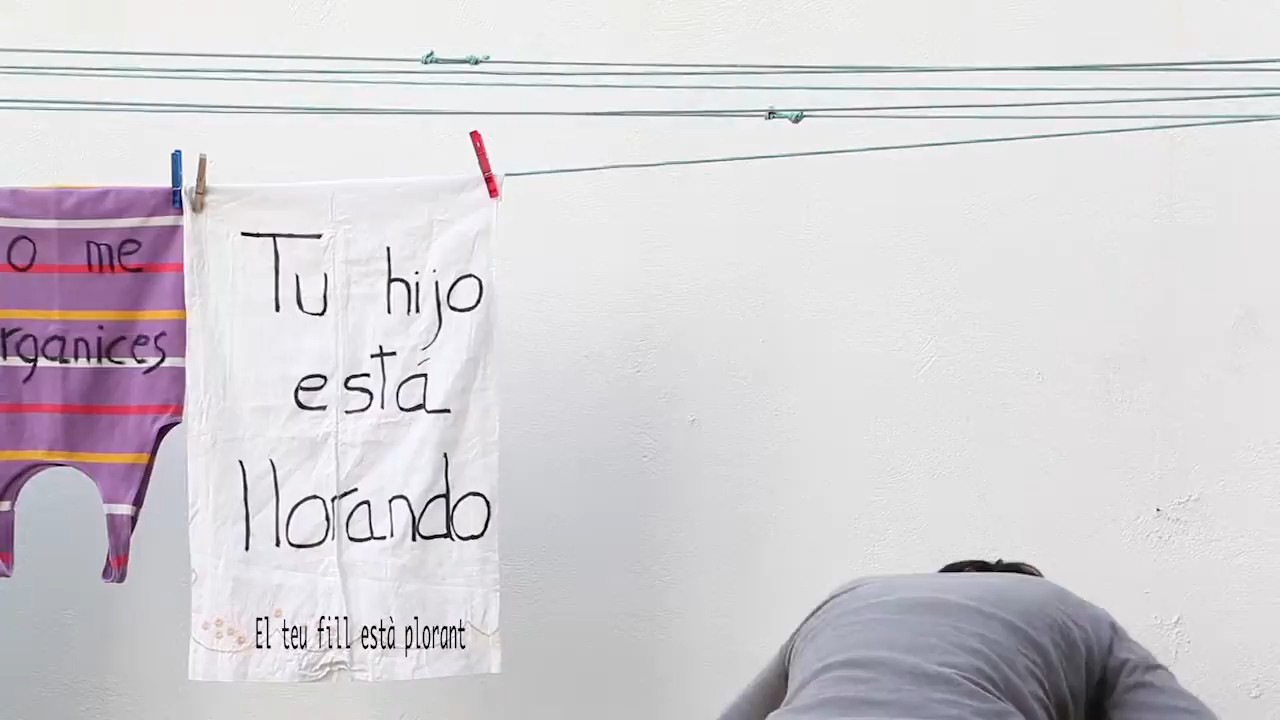 o me
rganices
Tu hijo
está
llorando
El teu fill està plorant